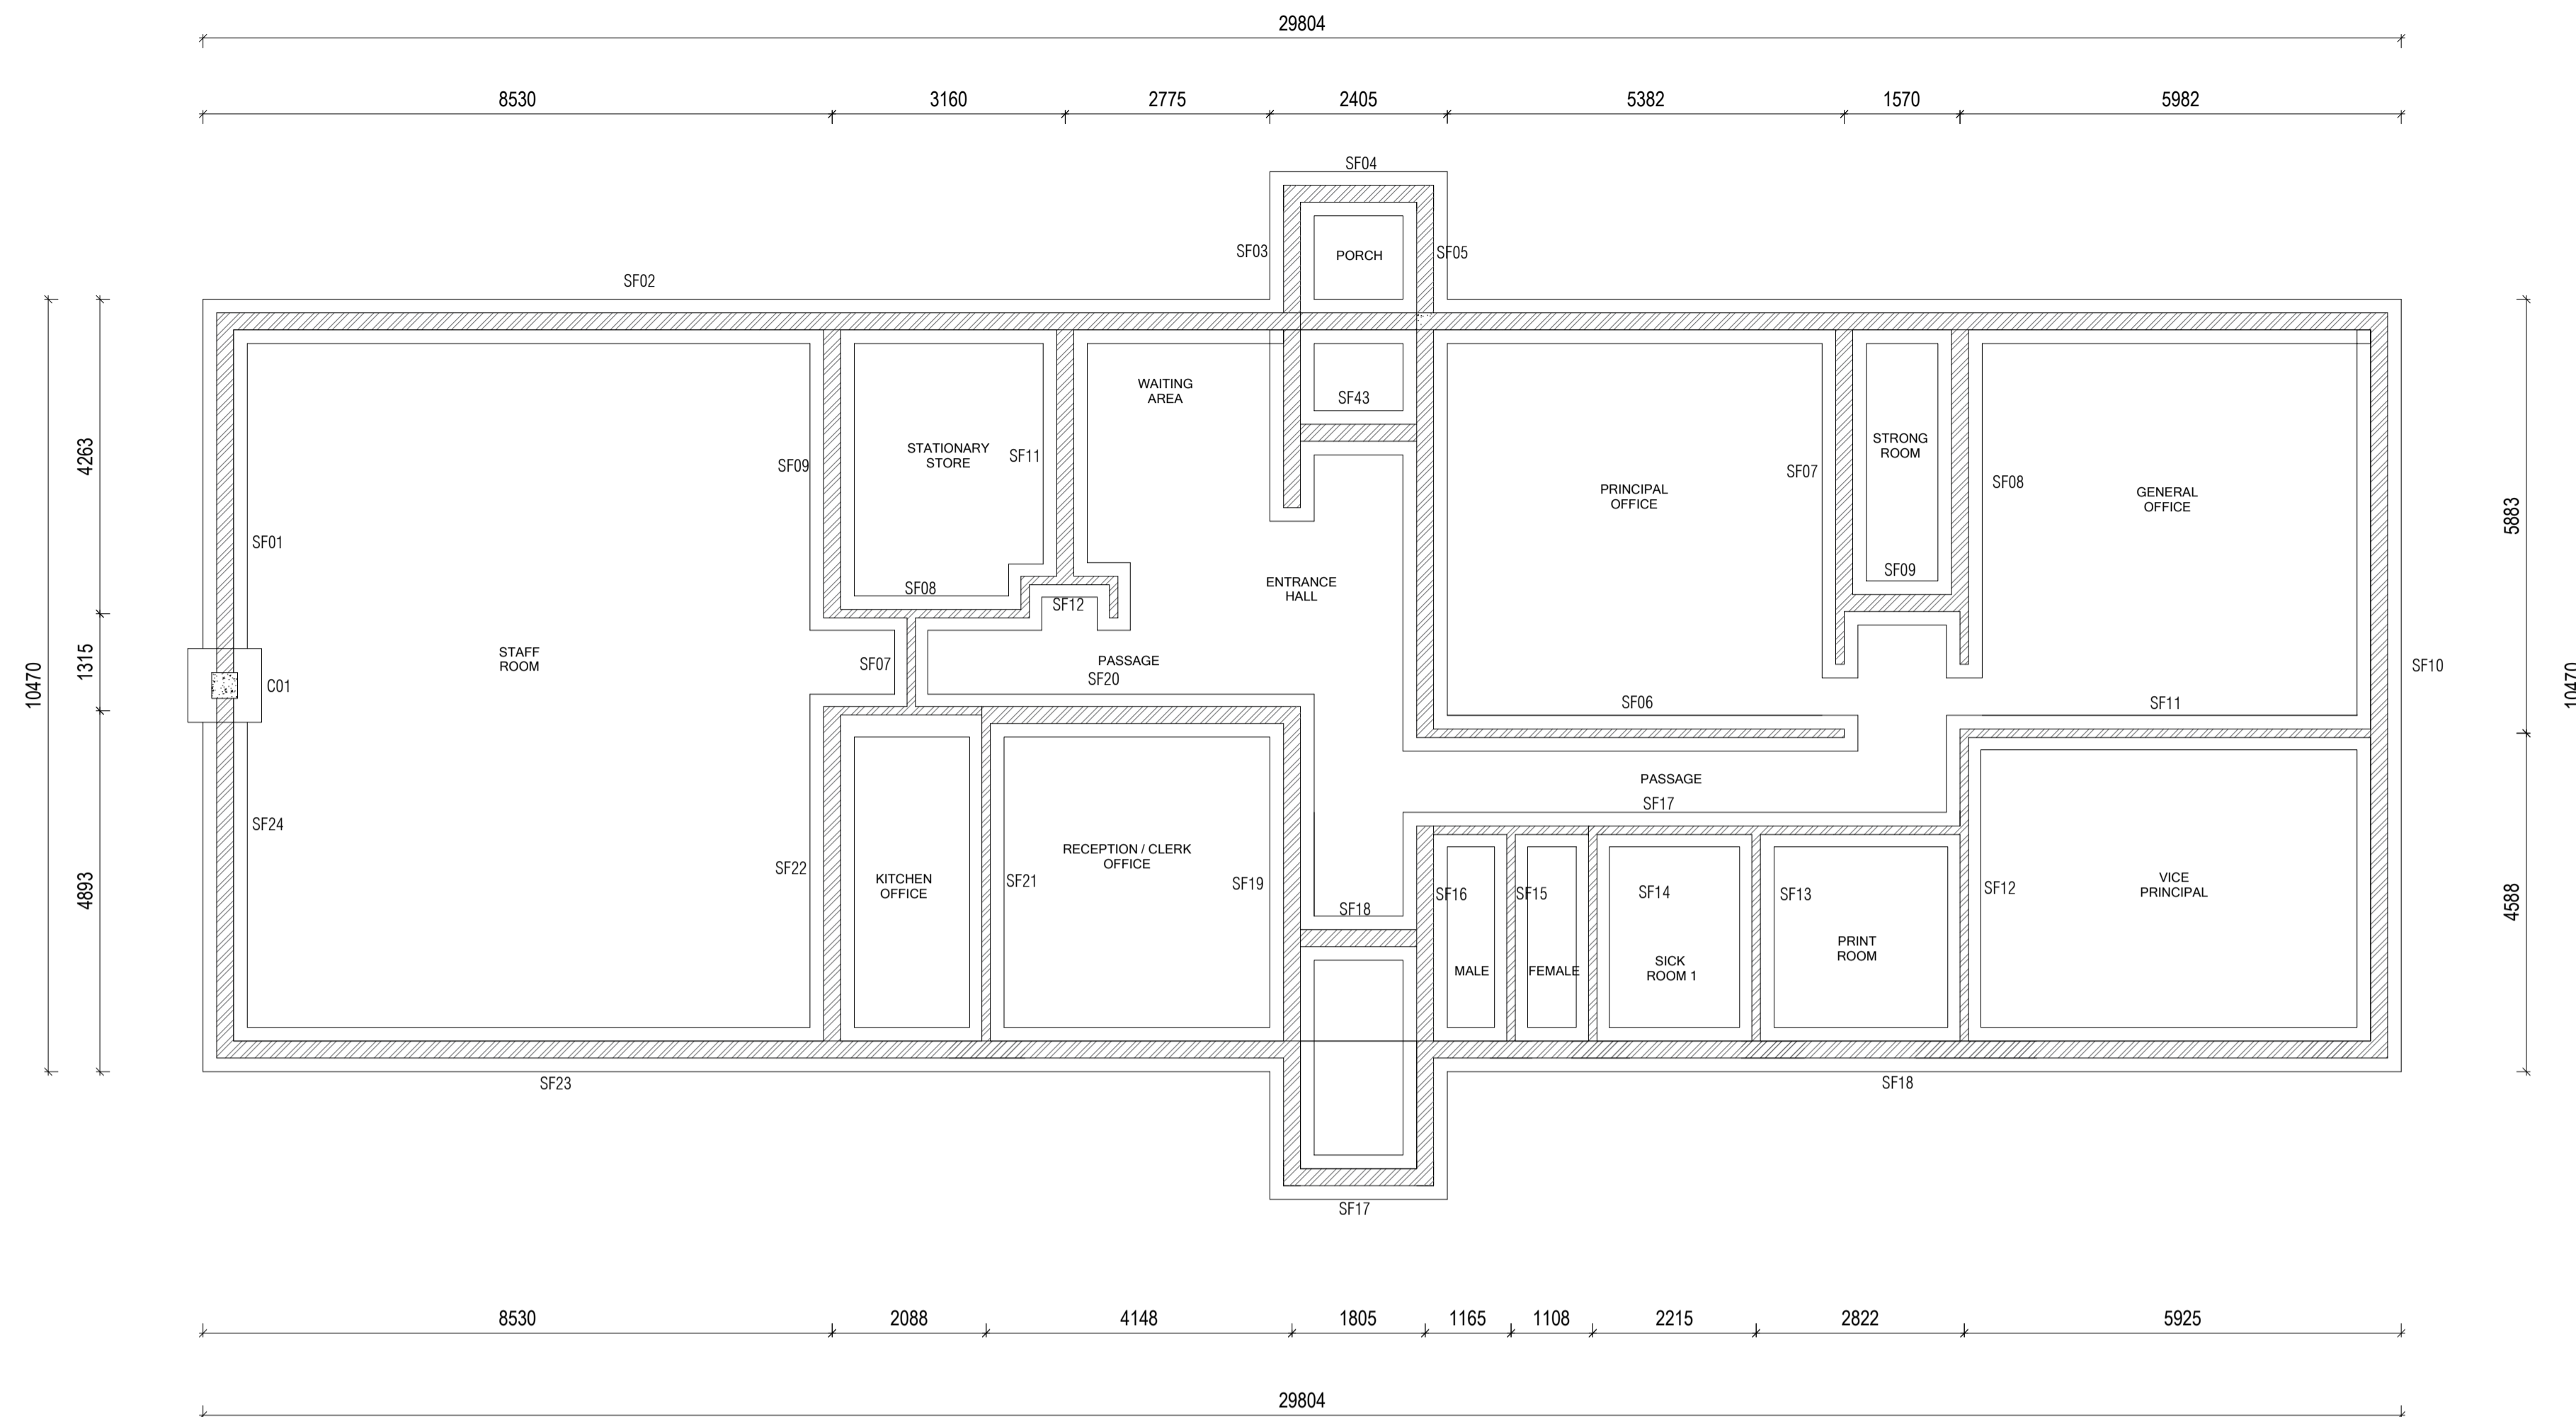 29804
8530
3160
2775
2405
5382
1570
5982
SF04
SF03
PORCH
SF05
SF02
WAITING
AREA
SF43
STATIONARY
STORE
SF11
SF09
STRONG
ROOM
SF07
SF08
PRINCIPAL
OFFICE
GENERAL
OFFICE
4263
5883
SF01
SF09
SF08
SF12
ENTRANCE
HALL
STAFF
ROOM
SF07
PASSAGE
SF20
SF10
1315
10470
10470
C01
SF06
SF11
PASSAGE
SF17
SF24
RECEPTION / CLERK
OFFICE
SF22
KITCHEN
OFFICE
SF21
SF19
SF18
SF16
SF15
SF14
SF13
SF12
VICE
PRINCIPAL
4893
4588
PRINT
ROOM
MALE
FEMALE
SICK
ROOM 1
SF23
SF18
SF17
8530
2088
4148
1805
1165
1108
2215
2822
5925
29804